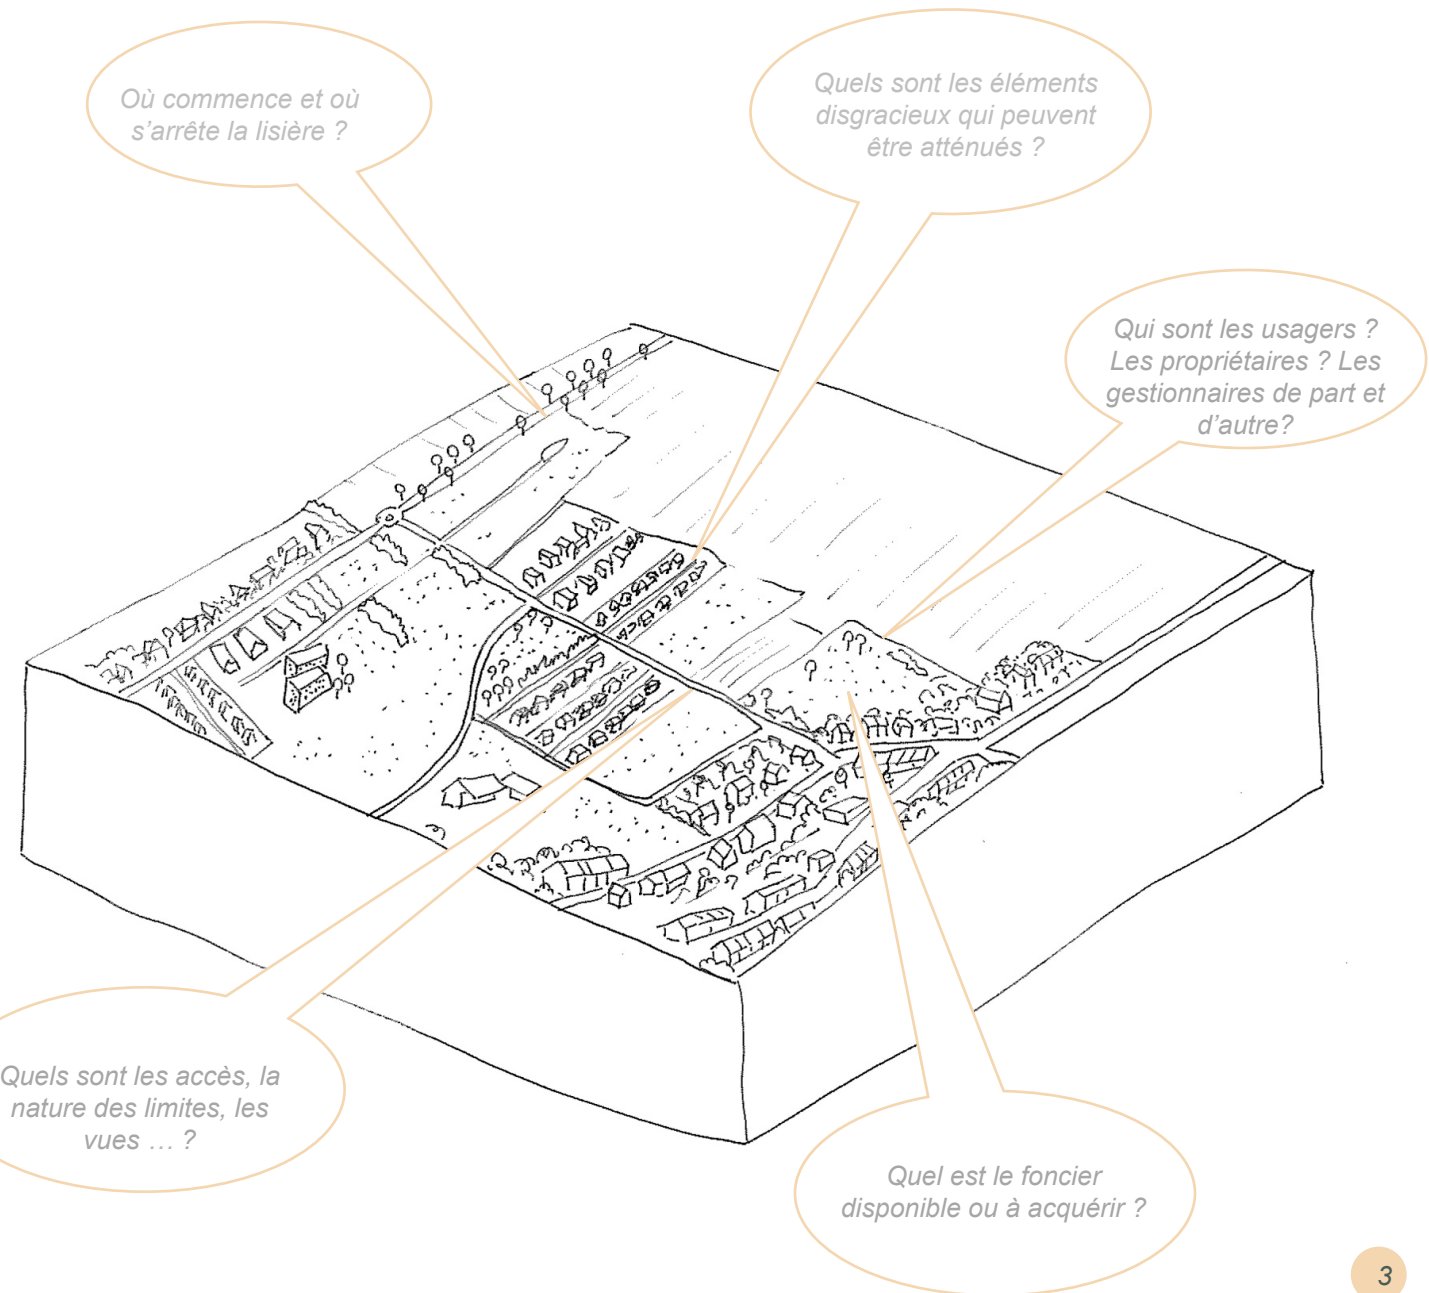 Où commence et où
s’arrête la lisière ?
Quels sont les éléments
disgracieux qui peuvent
être atténués ?
Qui sont les usagers ?
Les propriétaires ? Les
gestionnaires de part et
d’autre?
Quels sont les accès, la
nature des limites, les
vues … ?
Quel est le foncier
disponible ou à acquérir ?
3